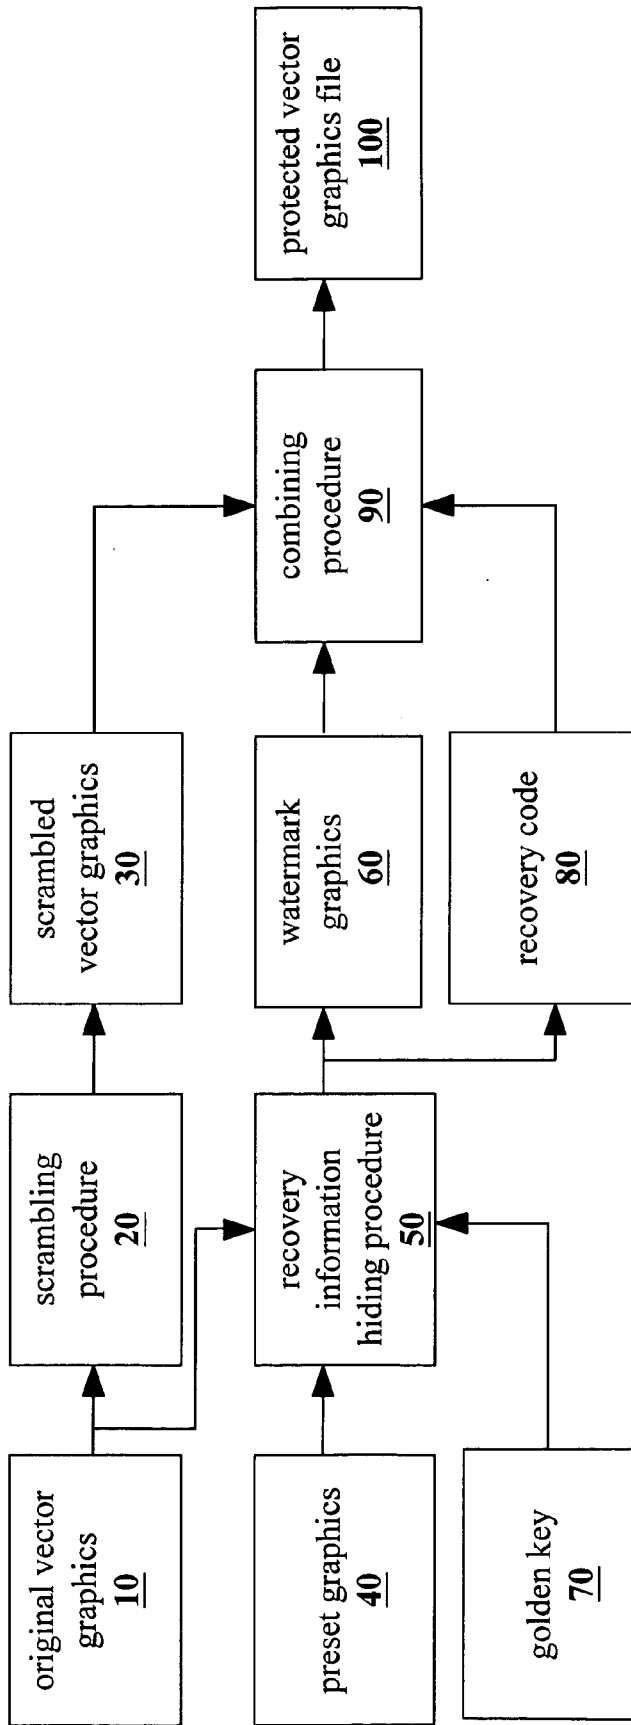 original vector
graphics
10
scrambling
procedure
20
scrambled
vector graphics
30
preset graphics
40
recovery
information
hiding procedure
50
watermark
graphics
60
combining
procedure
90
protected vector
graphics file
100
golden key
70
recovery code
80